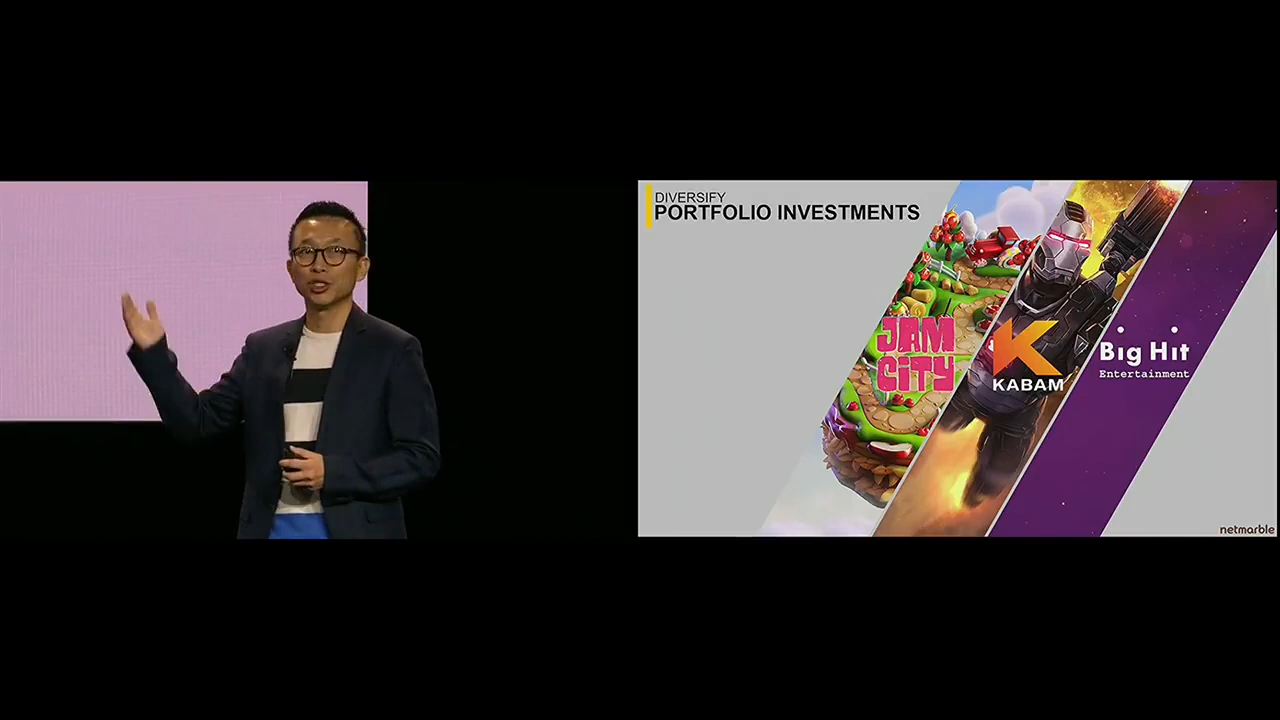 DIVERSIFY
PORTFOLIO INVESTMENTS
JAM
CITY
KABAM
Big Hit
Entertainment
netmarble